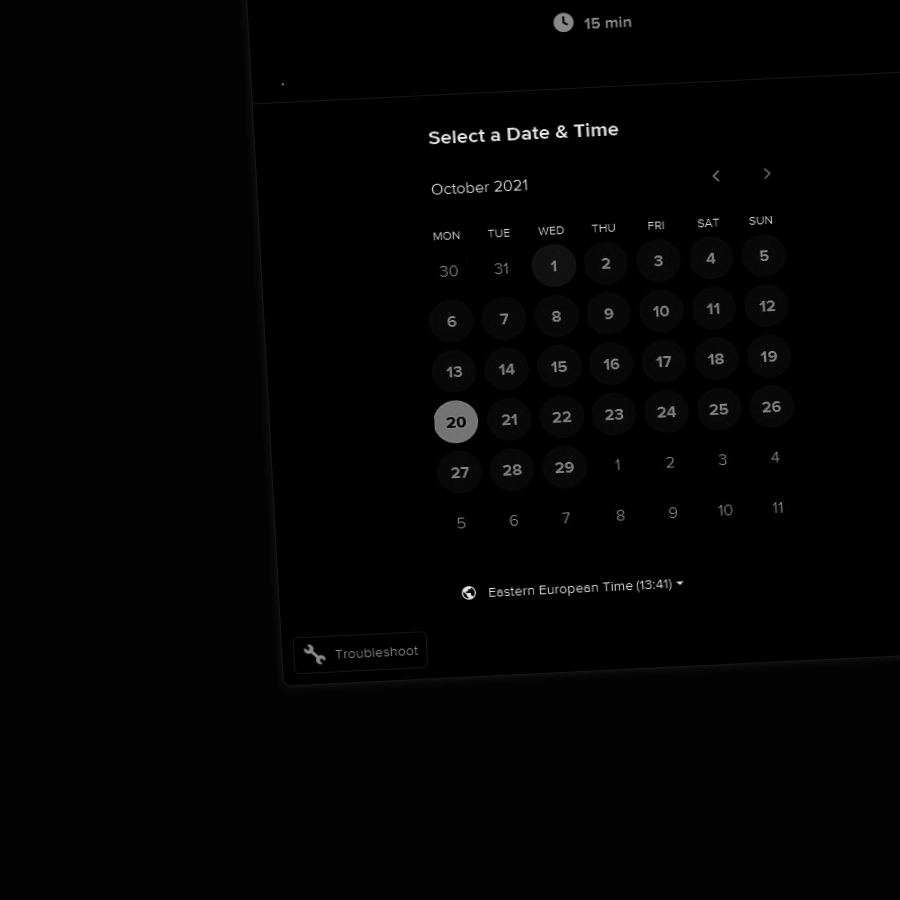 15 min
Select a Date & Time
October 2021
MON TUE WED THU FRI SAT SUN
30 31 1 2 3 4 5
6 7 8 9 10 11 12
13 14 15 16 17 18 19
20 21 22 23 24 25 26
27 28 29 1 2 3 4
5 6 7 8 9 10 11
Eastern European Time (13:41)
Troubleshoot